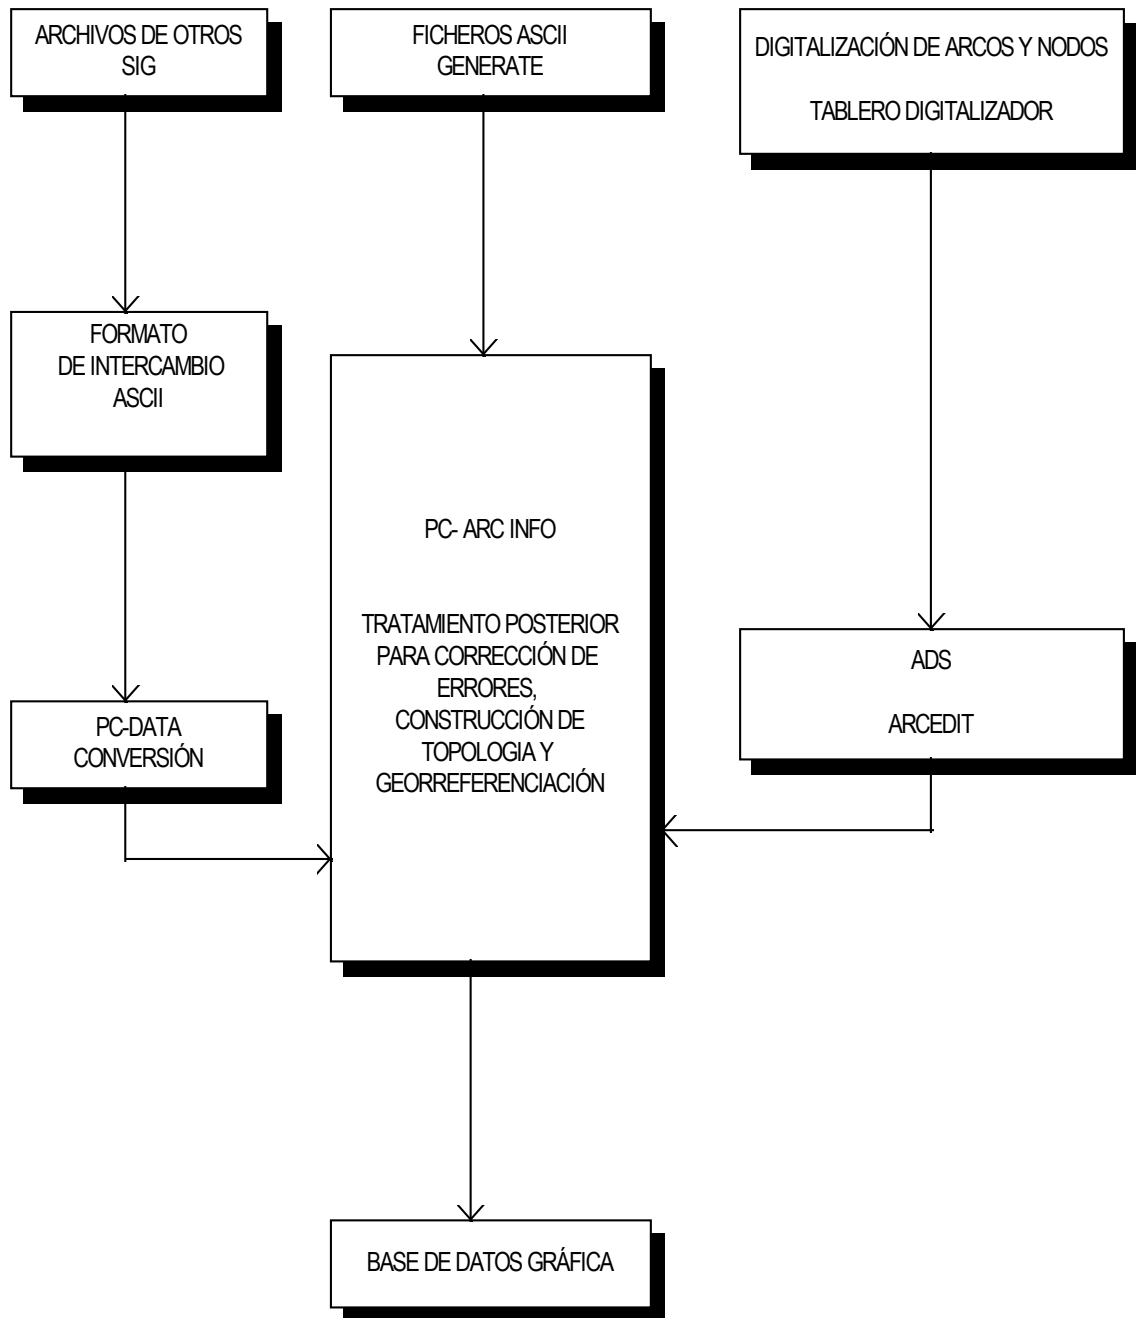 ARCHIVOS DE OTROS
SIG
FICHEROS ASCII
GENERATE
DIGITALIZACIÓN DE ARCOS Y NODOS
TABLERO DIGITALIZADOR
FORMATO
DE INTERCAMBIO
ASCII
PC- ARC INFO
TRATAMIENTO POSTERIOR
PARA CORRECCIÓN DE
ERRORES,
CONSTRUCCIÓN DE
TOPOLOGIA Y
GEORREFERENCIACIÓN
ADS
ARCEDIT
PC-DATA
CONVERSIÓN
BASE DE DATOS GRÁFICA